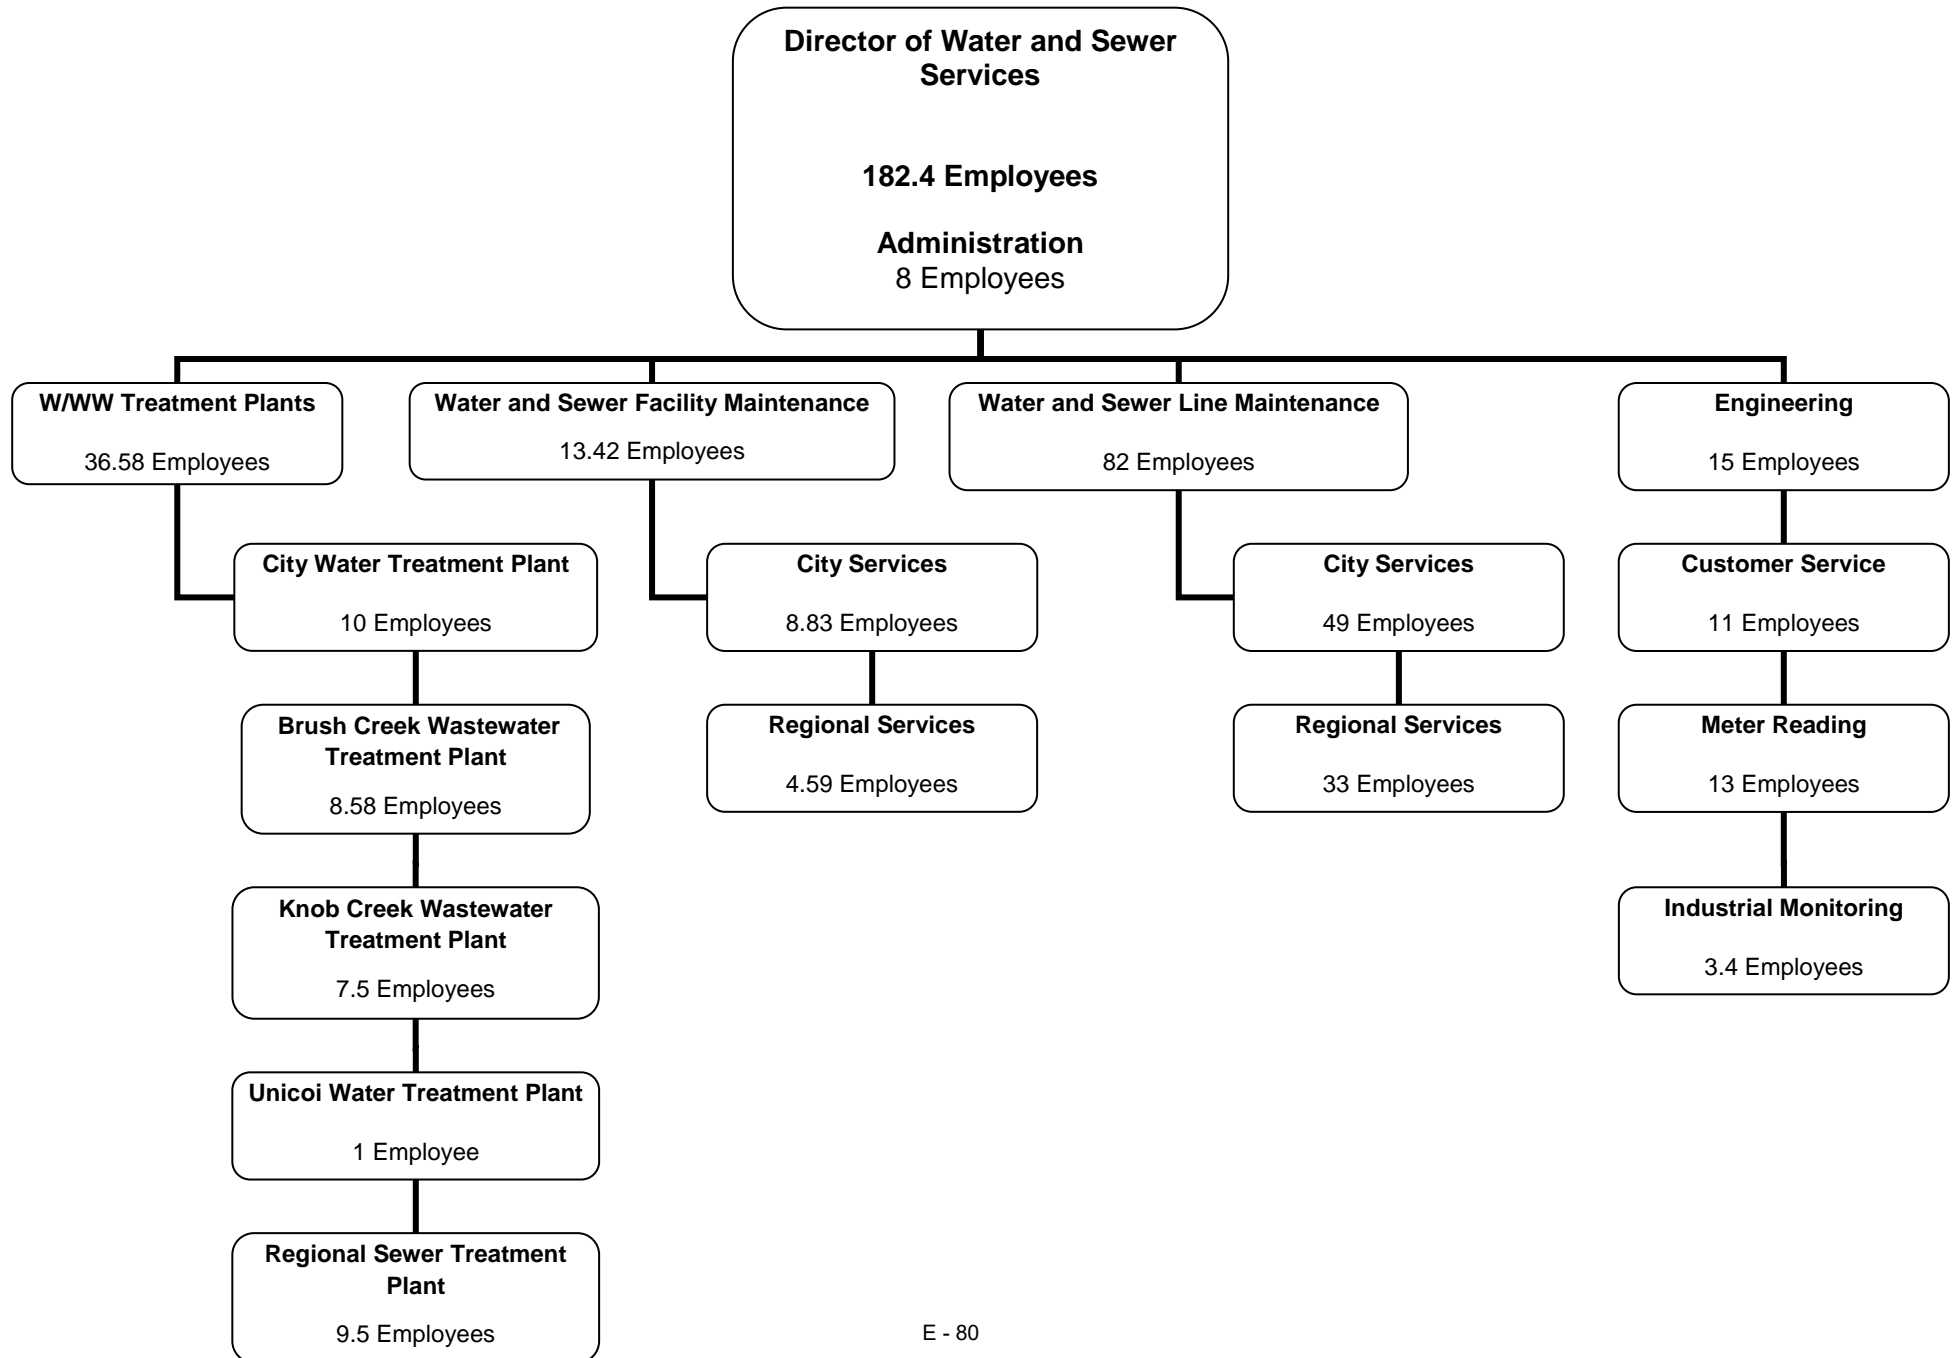 Director of Water and Sewer
Services
182.4 Employees
Administration
8 Employees
W/WW Treatment Plants
36.58 Employees
Water and Sewer Facility Maintenance
13.42 Employees
Water and Sewer Line Maintenance
82 Employees
Engineering
15 Employees
City Water Treatment Plant
10 Employees
City Services
8.83 Employees
City Services
49 Employees
Customer Service
11 Employees
Brush Creek Wastewater
Treatment Plant
8.58 Employees
Regional Services
4.59 Employees
Regional Services
33 Employees
Meter Reading
13 Employees
Knob Creek Wastewater
Treatment Plant
7.5 Employees
Industrial Monitoring
3.4 Employees
Unicoi Water Treatment Plant
1 Employee
Regional Sewer Treatment
Plant
9.5 Employees
E - 80